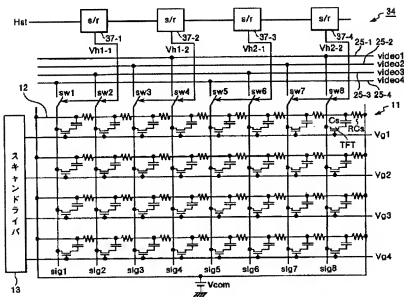 Hst
s/r
s/r
s/r
s/r
34
37-1
37-2
37-3
37-4
Vh1-1
Vh1-2
Vh2-1
Vh2-2
25-1
25-2
video1
video2
video3
video4
25-3
25-4
sw1
sw2
sw3
sw4
sw5
sw6
sw7
sw8
12
11
Cs
RCs
TFT
Vg1
Vg2
Vg3
Vg4
スキャンドライバ
13
sig1
sig2
sig3
sig4
sig5
sig6
sig7
sig8
Vcom